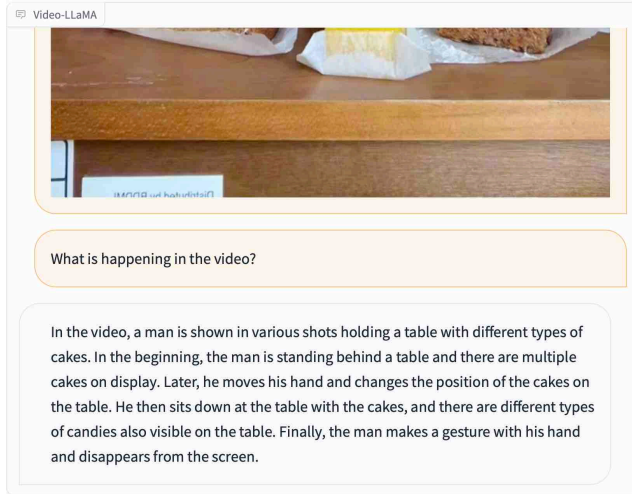 Video-LLaMA
What is happening in the video?
In the video, a man is shown in various shots holding a table with different types of
cakes. In the beginning, the man is standing behind a table and there are multiple
cakes on display. Later, he moves his hand and changes the position of the cakes on
the table. He then sits down at the table with the cakes, and there are different types
of candies also visible on the table. Finally, the man makes a gesture with his hand
and disappears from the screen.